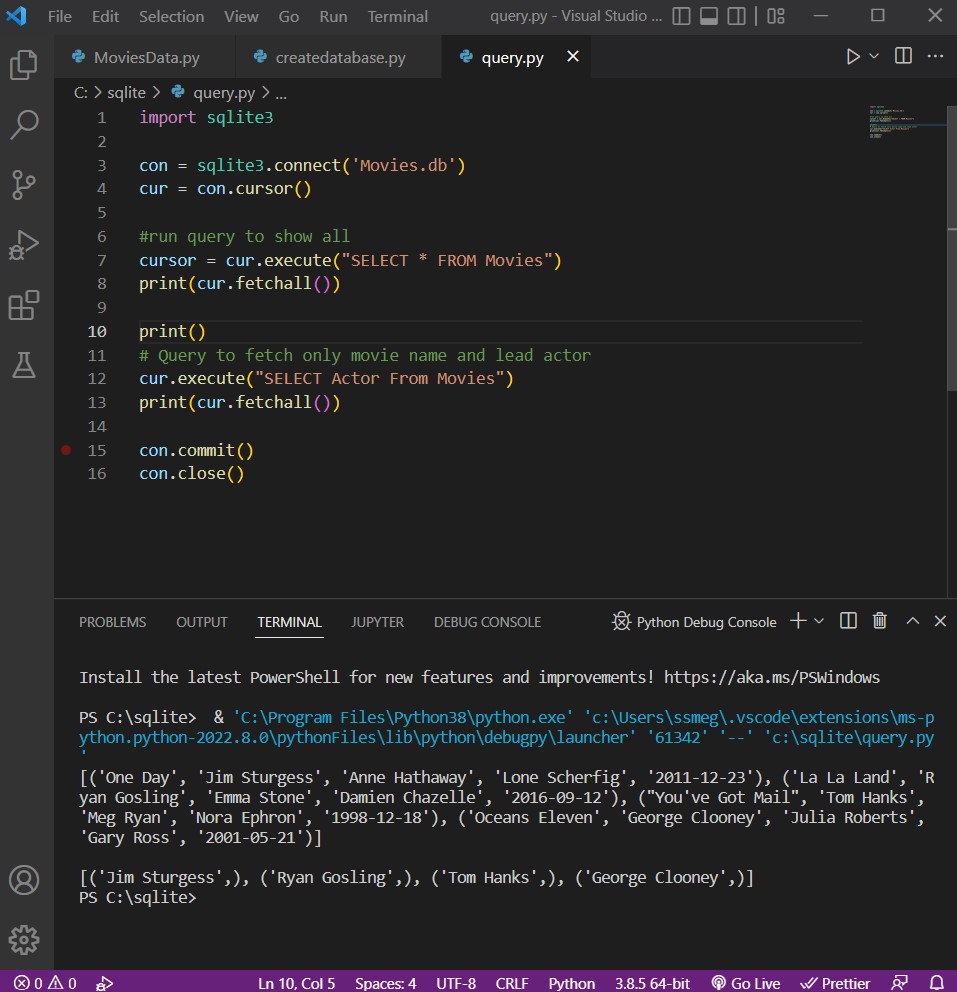 File Edit Selection View Go Run Terminal query.py - Visual Studio ...
MoviesData.py createdatabase.py query.py
C: > sqlite > query.py > ...
1 import sqlite3
2
3 con = sqlite3.connect('Movies.db')
4 cur = con.cursor()
5
6 #run query to show all
7 cursor = cur.execute("SELECT * FROM Movies")
8 print(cur.fetchall())
9
10 print()
11 # Query to fetch only movie name and lead actor
12 cur.execute("SELECT Actor From Movies")
13 print(cur.fetchall())
14
15 con.commit()
16 con.close()
PROBLEMS OUTPUT TERMINAL JUPYTER DEBUG CONSOLE Python Debug Console
Install the latest PowerShell for new features and improvements! https://aka.ms/PSWindows
PS C:\sqlite> & 'C:\Program Files\Python38\python.exe' 'c:\Users\ssmeg\.vscode\extensions\ms-p
ython.python-2022.8.0\pythonFiles\lib\python\debugpy\launcher' '61342' '--' 'c:\sqlite\query.py
'
[('One Day', 'Jim Sturgess', 'Anne Hathaway', 'Lone Scherfig', '2011-12-23'), ('La La Land', 'R
yan Gosling', 'Emma Stone', 'Damien Chazelle', '2016-09-12'), ("You've Got Mail", 'Tom Hanks',
'Meg Ryan', 'Nora Ephron', '1998-12-18'), ('Oceans Eleven', 'George Clooney', 'Julia Roberts',
'Gary Ross', '2001-05-21')]
[('Jim Sturgess',), ('Ryan Gosling',), ('Tom Hanks',), ('George Clooney',)]
PS C:\sqlite>
0 0 Ln 10, Col 5 Spaces: 4 UTF-8 CRLF Python 3.8.5 64-bit Go Live Prettier